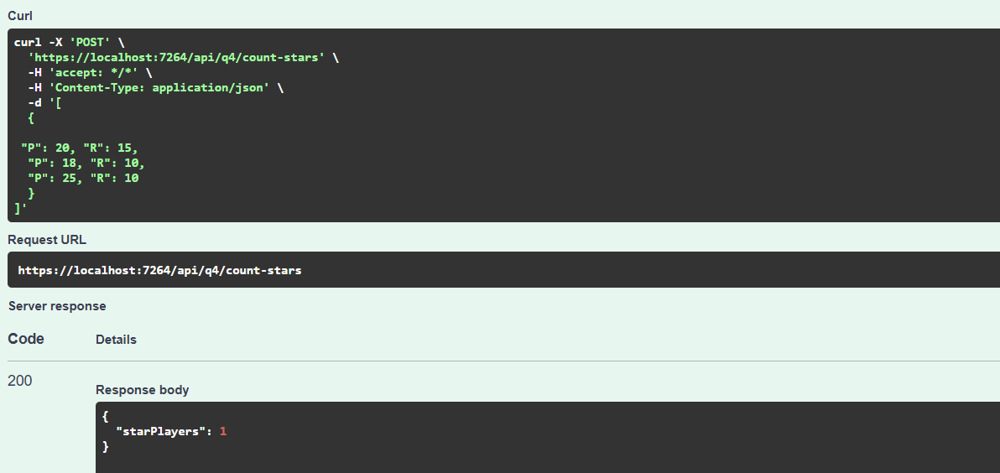 Curl
curl -X 'POST' \
'https://localhost:7264/api/q4/count-stars' \
-H 'accept: */*' \
-H 'Content-Type: application/json' \
-d '[
{
"P": 20, "R": 15,
"P": 18, "R": 10,
"P": 25, "R": 10
}
]'
Request URL
https://localhost:7264/api/q4/count-stars
Server response
Code Details
200
Response body
{
"starPlayers": 1
}